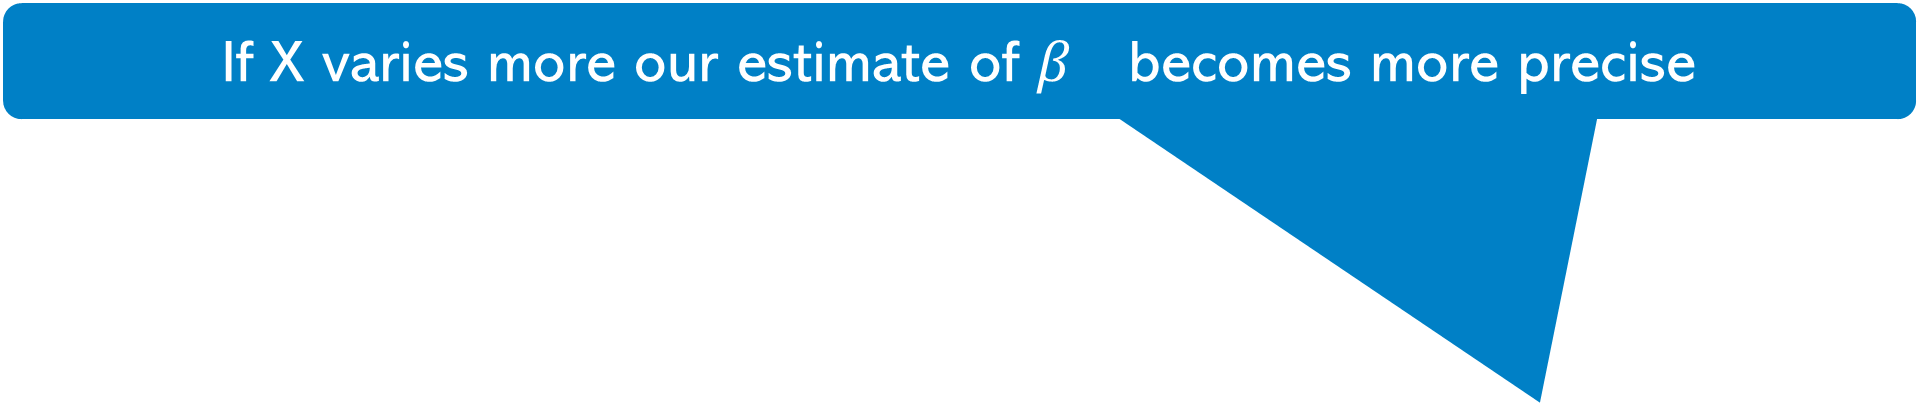 If X varies more our estimate of β becomes more precise